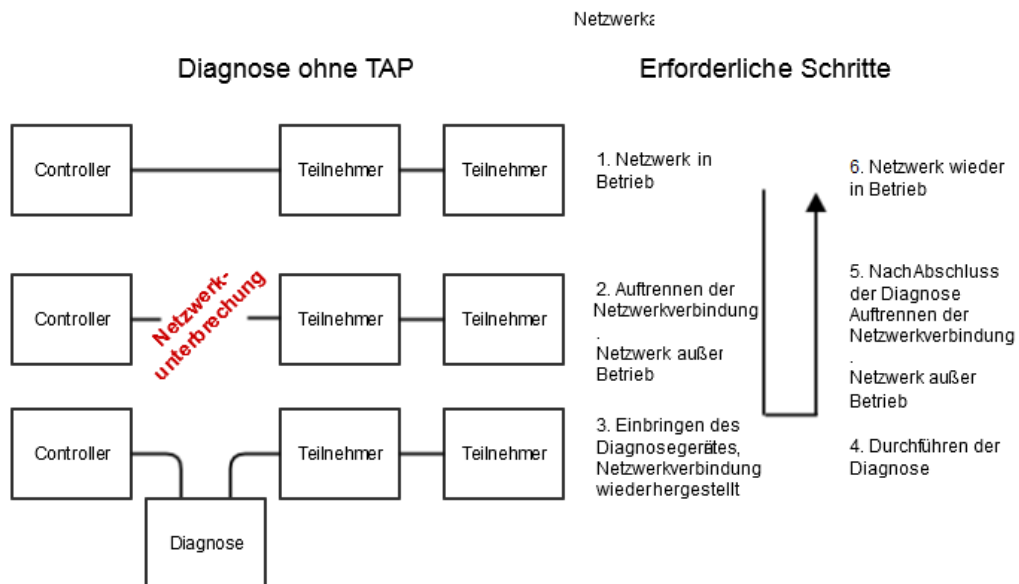 Diagnose ohne TAP
Erforderliche Schritte
Controller
Teilnehmer
Teilnehmer
1. Netzwerk in
Betrieb
6. Netzwerk wieder
in Betrieb
Controller
Netzwerk-
unterbrechung
Teilnehmer
Teilnehmer
2. Auftrennen der
Netzwerkverbindung
.
Netzwerk außer
Betrieb
5. Nach Abschluss
der Diagnose
Auftrennen der
Netzwerkverbindung
.
Netzwerk außer
Betrieb
Controller
Teilnehmer
Teilnehmer
Diagnose
3. Einbringen des
Diagnosegerätes,
Netzwerkverbindung
wiederhergestellt
4. Durchführen der
Diagnose